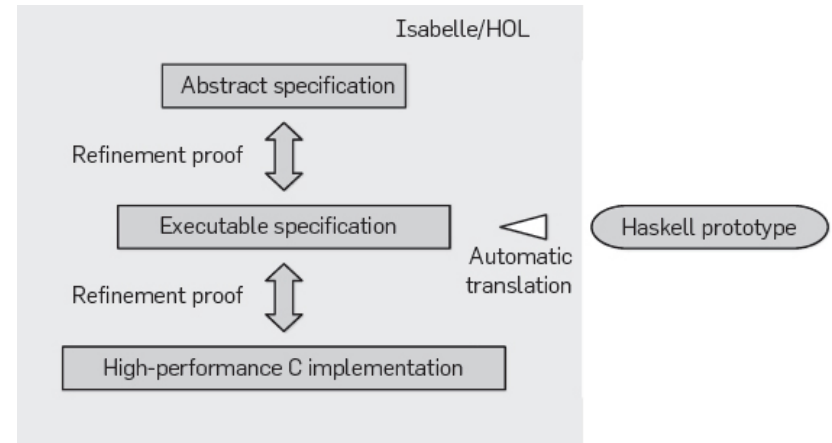 Isabelle/HOL
Abstract specification
Refinement proof
Executable specification
Haskell prototype
Automatic
translation
Refinement proof
High-performance C implementation